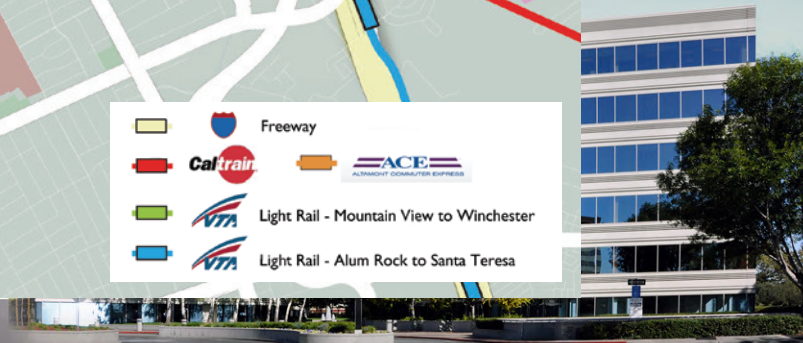 Freeway
Caltrain
ACE
ALTAMONT COMMUTER EXPRESS
VTA
Light Rail - Mountain View to Winchester
VTA
Light Rail - Alum Rock to Santa Teresa